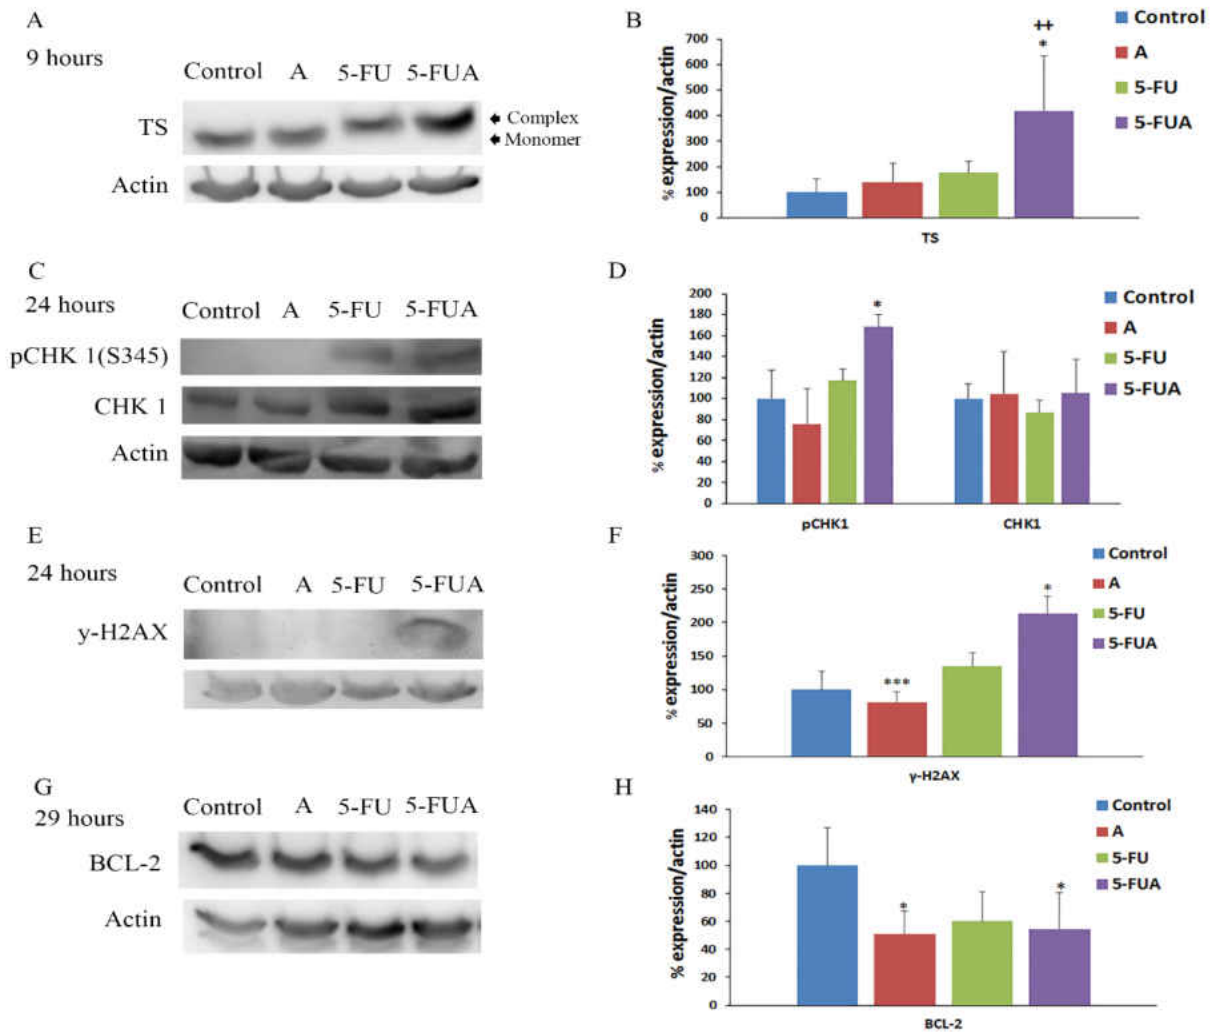 A
9 hours
Control A 5-FU 5-FUA
TS
Complex
Monomer
Actin
B
% expression/actin
700
600
500
400
300
200
100
0
++
*
TS
Control
A
5-FU
5-FUA
C
24 hours
Control A 5-FU 5-FUA
pCHK 1(S345)
CHK 1
Actin
D
% expression/actin
200
180
160
140
120
100
80
60
40
20
0
*
pCHK1 CHK1
Control
A
5-FU
5-FUA
E
24 hours
Control A 5-FU 5-FUA
y-H2AX
F
% expression/actin
300
250
200
150
100
50
0
***
*
γ-H2AX
Control
A
5-FU
5-FUA
G
29 hours
Control A 5-FU 5-FUA
BCL-2
Actin
H
% expression/actin
140
120
100
80
60
40
20
0
*
*
BCL-2
Control
A
5-FU
5-FUA